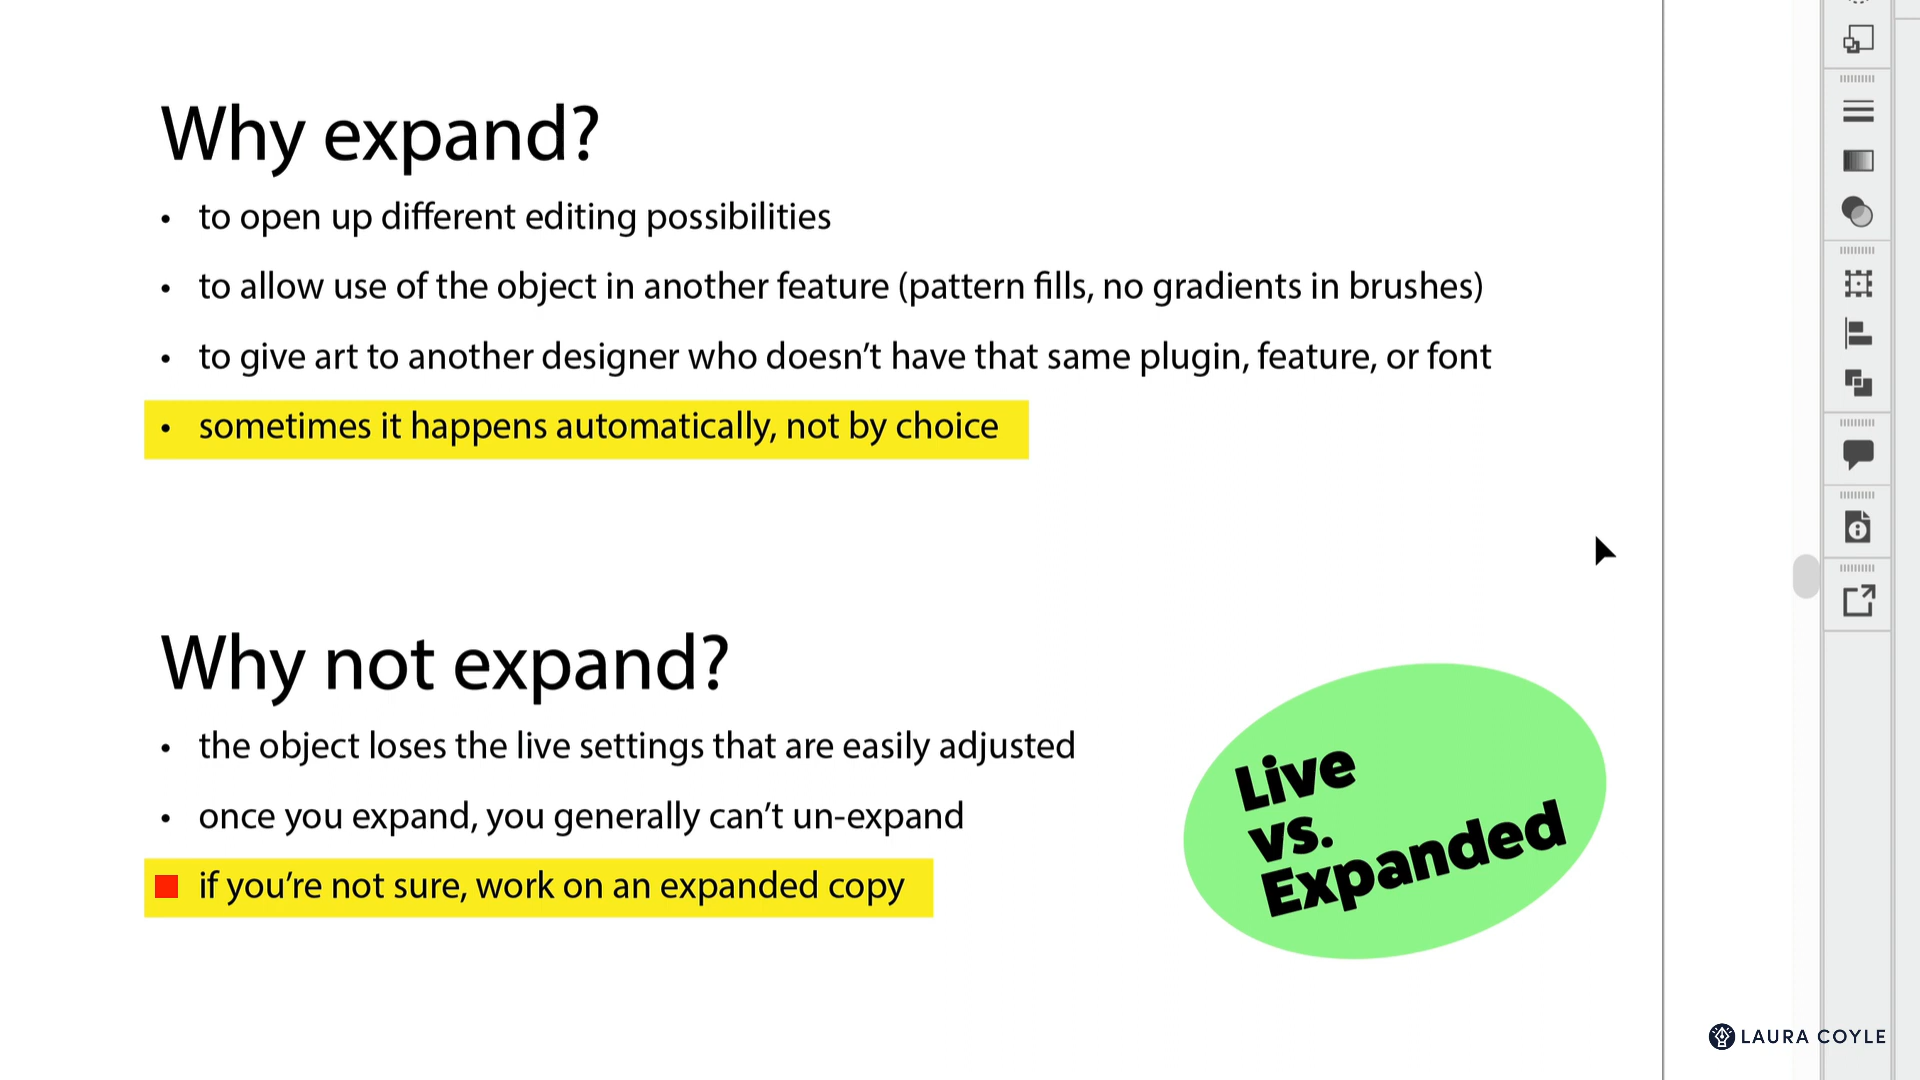 Why expand?
• to open up different editing possibilities
• to allow use of the object in another feature (pattern fills, no gradients in brushes)
• to give art to another designer who doesn’t have that same plugin, feature, or font
• sometimes it happens automatically, not by choice
Why not expand?
• the object loses the live settings that are easily adjusted
• once you expand, you generally can’t un-expand
■ if you’re not sure, work on an expanded copy
Live
vs.
Expanded
LAURA COYLE